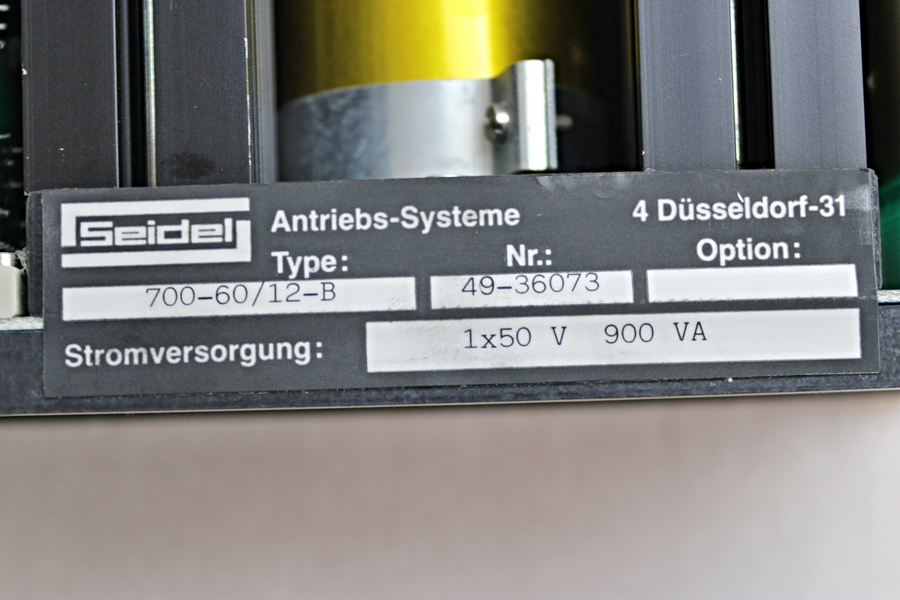 Seidel Antriebs-Systeme 4 Düsseldorf-31
Type: Nr.: Option:
700-60/12-B 49-36073
Stromversorgung: 1x50 V 900 VA